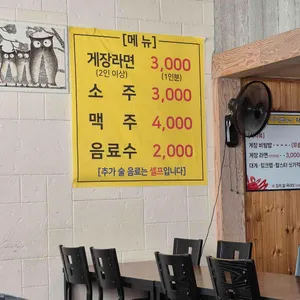 [메 뉴]
게장라면 3,000
(2인 이상) (1인분)
소 주 3,000
맥 주 4,000
음료수 2,000
[추가 술 음료는 셀프입니다]
게장 비빔밥
게장 라면 3,000